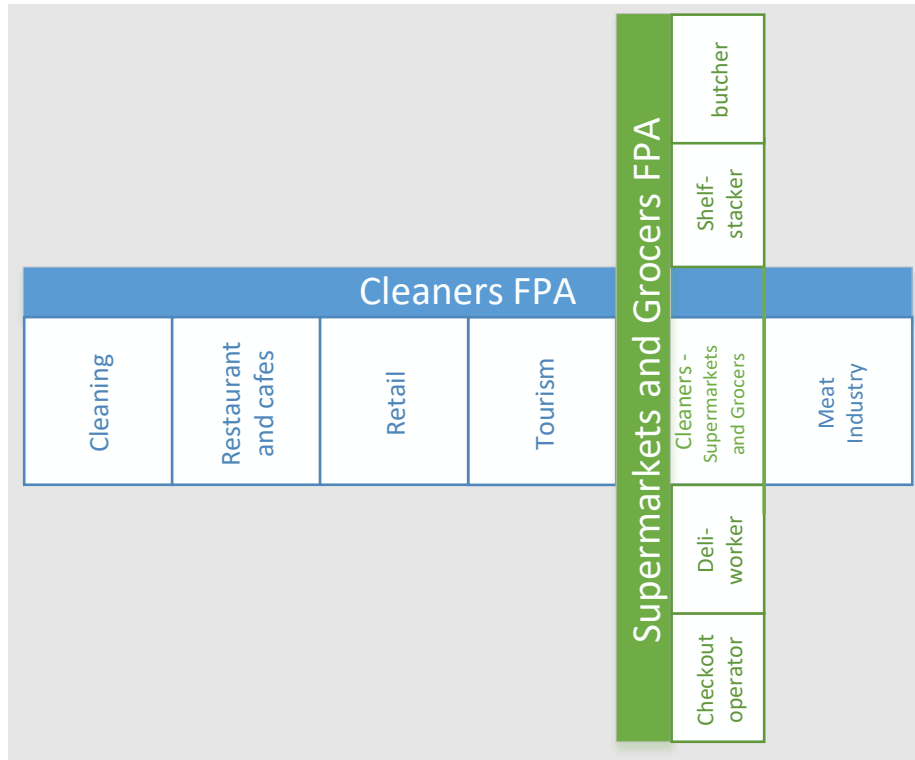 Cleaners FPA
Cleaning
Restaurant
and cafes
Retail
Tourism
Supermarkets and Grocers FPA
butcher
Shelf-
stacker
Cleaners -
Supermarkets
and Grocers
Deli-
worker
Checkout
operator
Meat
Industry